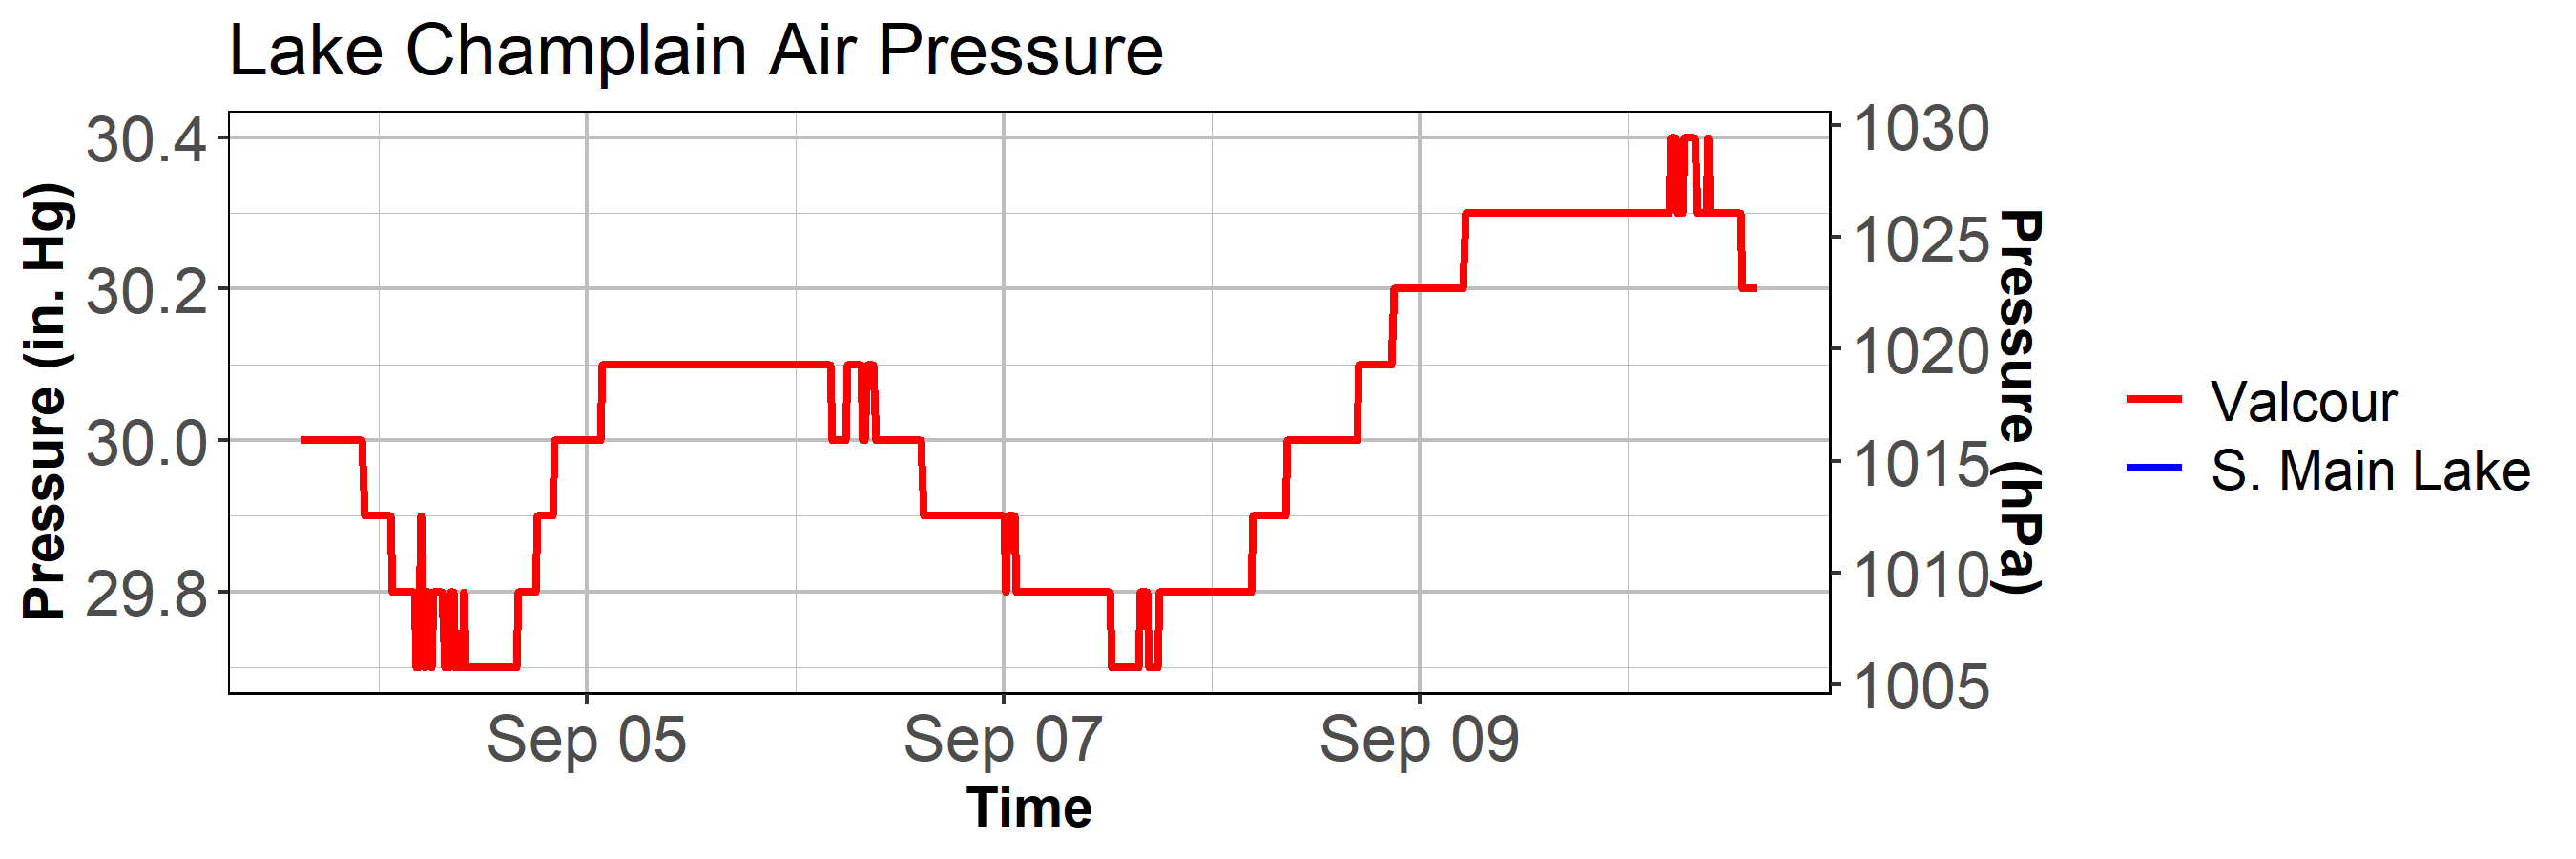 Lake Champlain Air Pressure
Pressure (in. Hg)
30.4
30.2
30.0
29.8
1030
1025
1020
1015
1010
1005
Pressure (hPa)
Sep 05
Sep 07
Sep 09
Time
Valcour
S. Main Lake